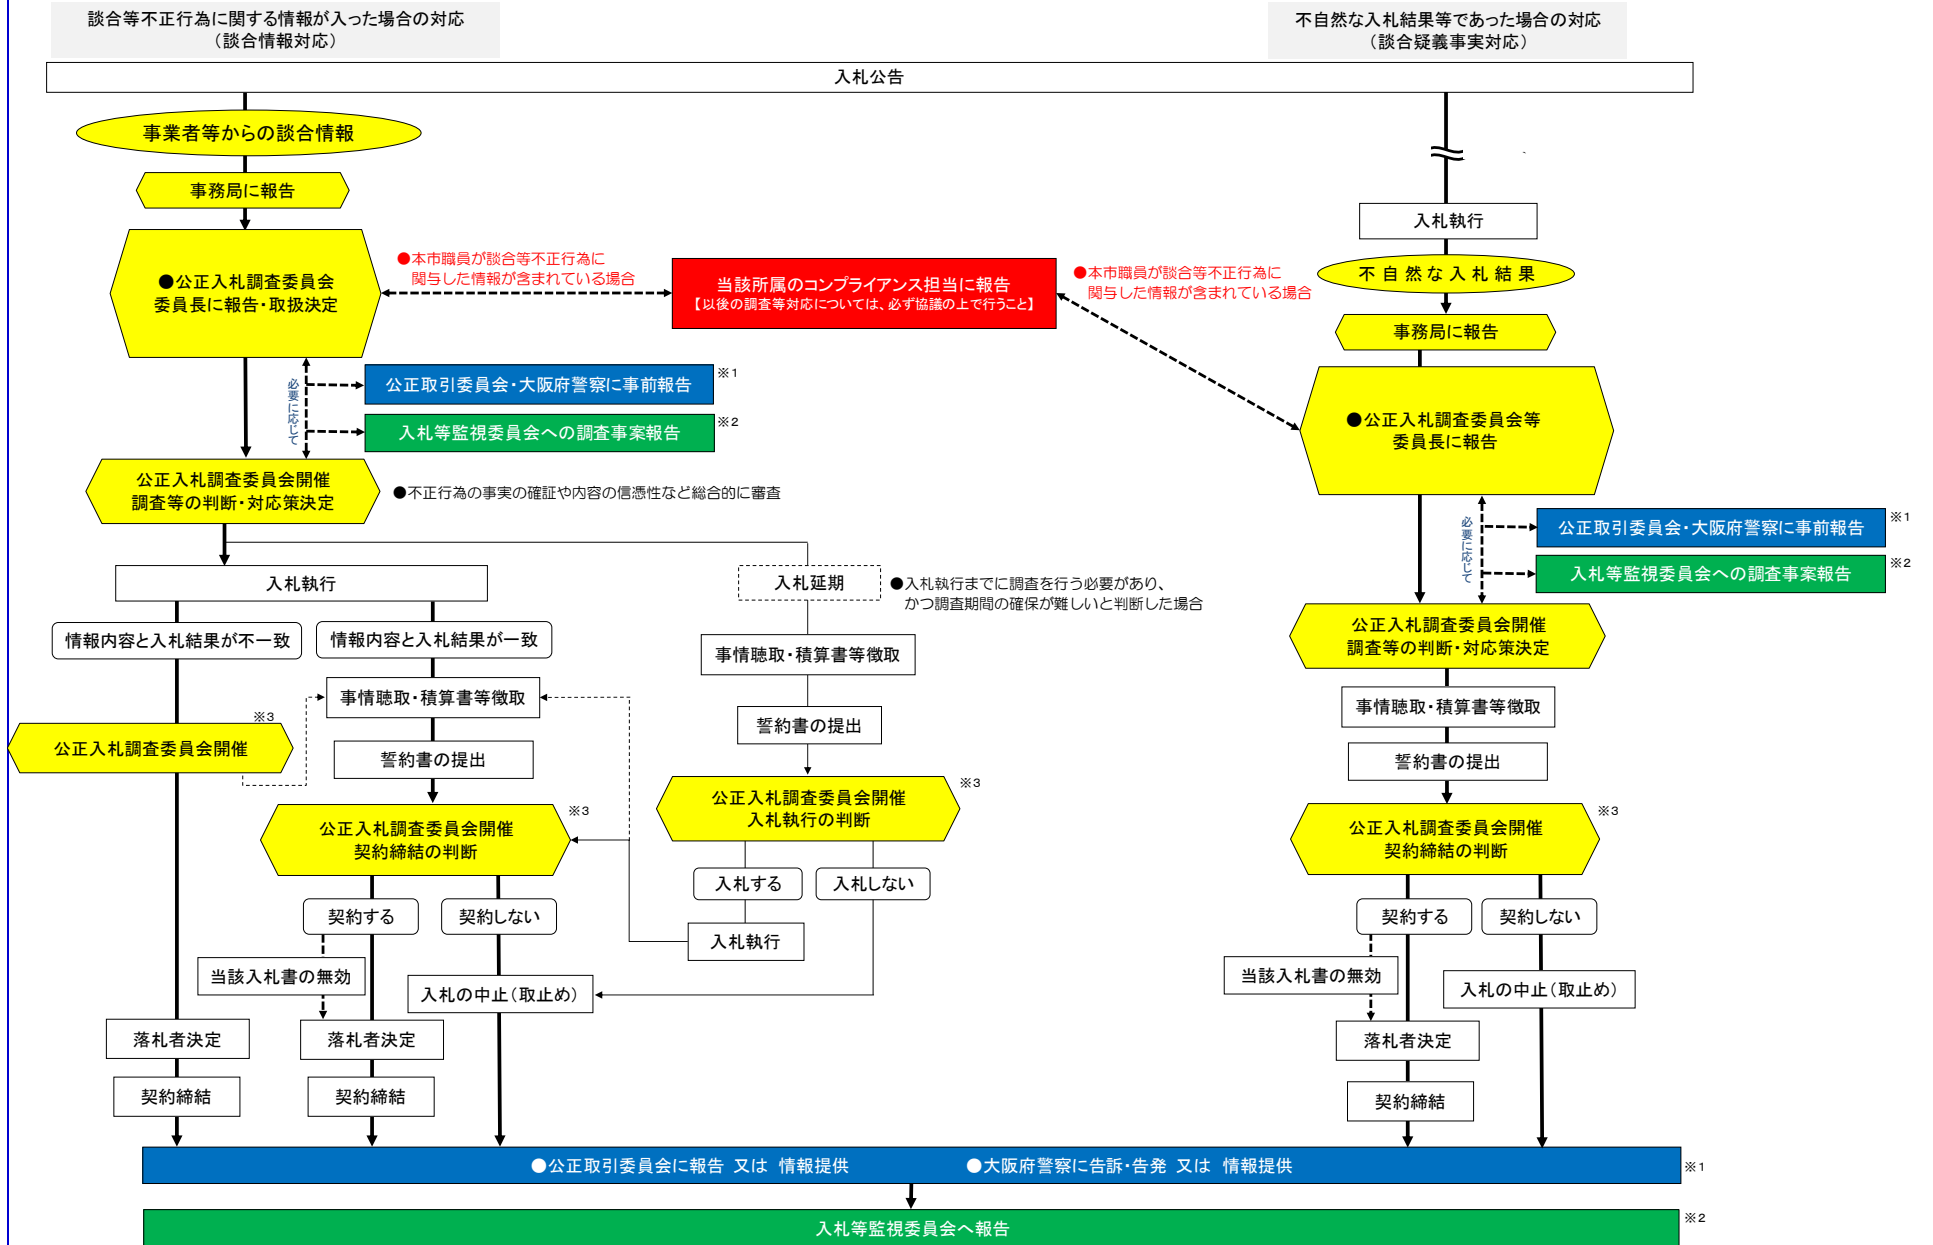 談合等不正行為に関する情報が入った場合の対応
（談合情報対応）
不自然な入札結果等であった場合の対応
（談合疑義事実対応）
入札公告
事業者等からの談合情報
事務局に報告
●公正入札調査委員会
委員長に報告・取扱決定
●本市職員が談合等不正行為に
関与した情報が含まれている場合
当該所属のコンプライアンス担当に報告
【以後の調査等対応については、必ず協議の上で行うこと】
●本市職員が談合等不正行為に
関与した情報が含まれている場合
入札執行
不自然な入札結果
事務局に報告
●公正入札調査委員会等
委員長に報告
必要に応じて
公正取引委員会・大阪府警察に事前報告
※1
入札等監視委員会への調査事案報告
※2
公正入札調査委員会開催
調査等の判断・対応策決定
●不正行為の事実の確証や内容の信憑性など総合的に審査
必要に応じて
公正取引委員会・大阪府警察に事前報告
※1
入札等監視委員会への調査事案報告
※2
入札執行
入札延期
●入札執行までに調査を行う必要があり、
かつ調査期間の確保が難しいと判断した場合
情報内容と入札結果が不一致
情報内容と入札結果が一致
事情聴取・積算書等徴取
誓約書の提出
公正入札調査委員会開催
調査等の判断・対応策決定
事情聴取・積算書等徴取
誓約書の提出
※3
公正入札調査委員会開催
事情聴取・積算書等徴取
誓約書の提出
※3
公正入札調査委員会開催
入札執行の判断
※3
公正入札調査委員会開催
契約締結の判断
※3
公正入札調査委員会開催
契約締結の判断
入札する
入札しない
契約する
契約しない
入札執行
契約する
契約しない
当該入札書の無効
入札の中止（取止め）
当該入札書の無効
入札の中止（取止め）
落札者決定
落札者決定
落札者決定
契約締結
契約締結
契約締結
●公正取引委員会に報告 又は 情報提供
●大阪府警察に告訴・告発 又は 情報提供
※1
入札等監視委員会へ報告
※2